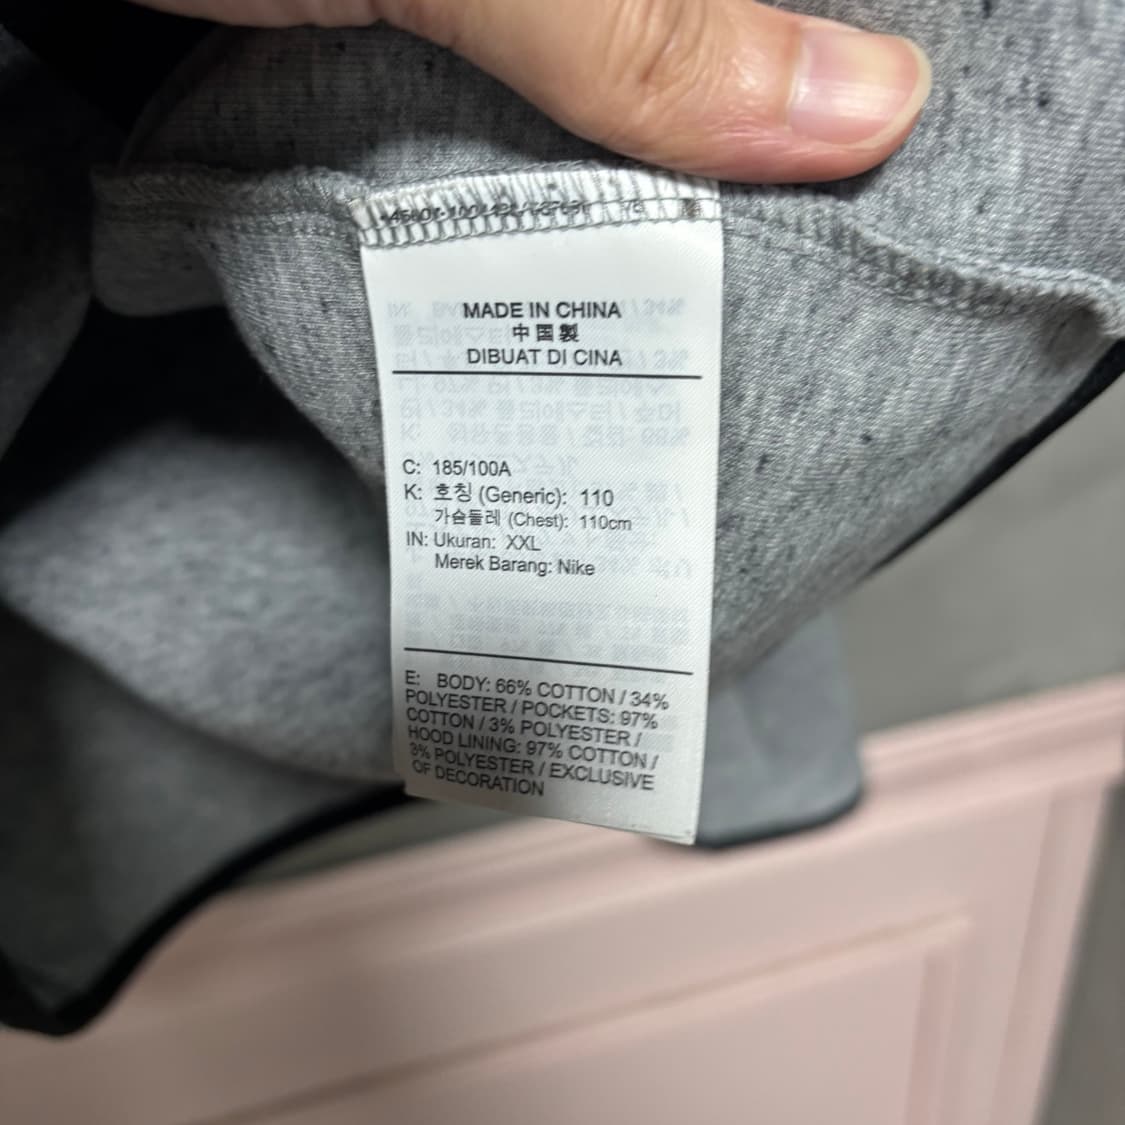 MADE IN CHINA
中国製
DIBUAT DI CINA
C: 185/100A
K: 호칭 (Generic): 110
가슴둘레 (Chest): 110cm
IN: Ukuran: XXL
Merek Barang: Nike
E: BODY: 66% COTTON / 34%
POLYESTER / POCKETS: 97%
COTTON / 3% POLYESTER /
HOOD LINING: 97% COTTON /
3% POLYESTER / EXCLUSIVE
OF DECORATION